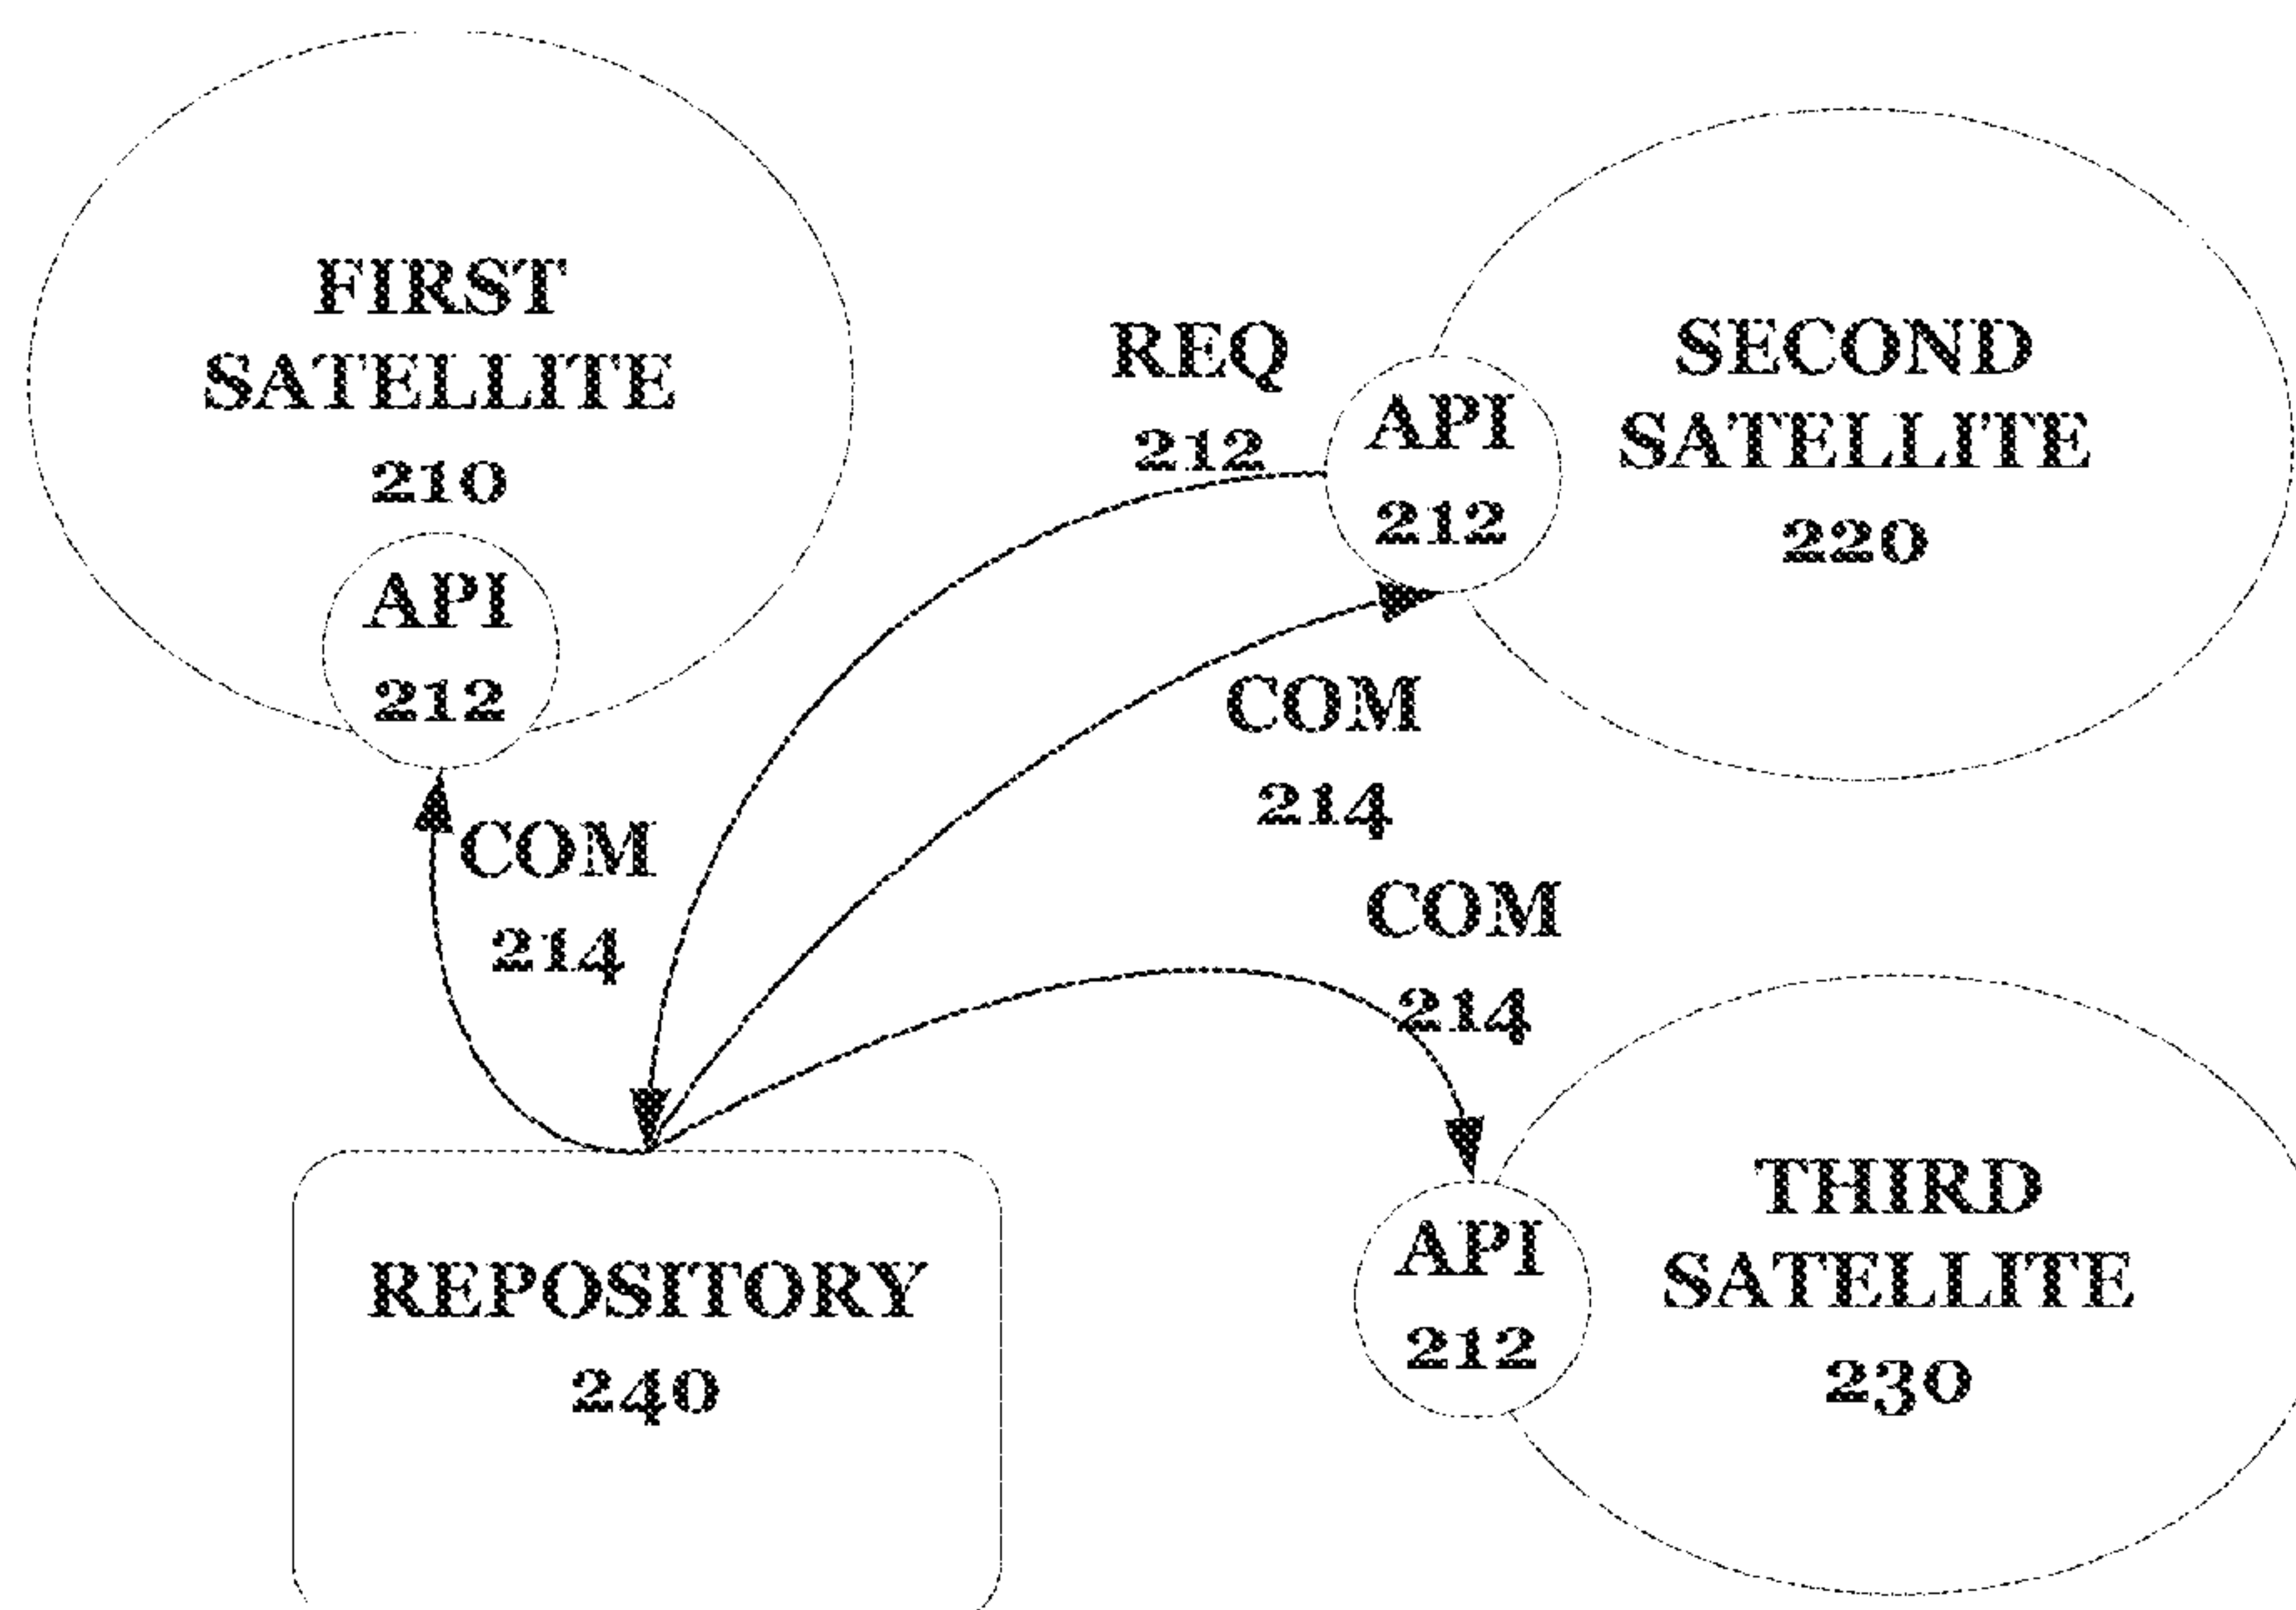 FIRST
SATELLITE
210
API
212
REQ
212
API
212
SECOND
SATELLITE
220
COM
214
COM
214
COM
214
REPOSITORY
240
API
212
THIRD
SATELLITE
230